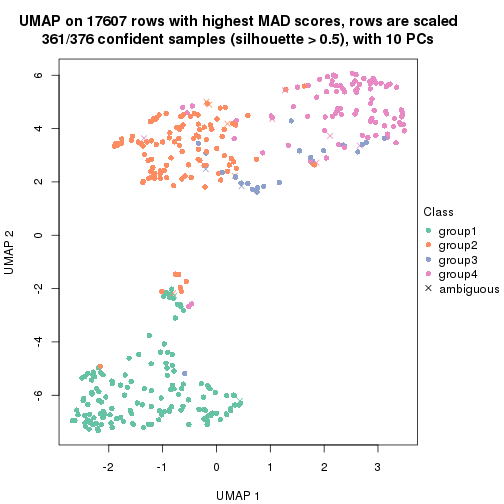 UMAP on 17607 rows with highest MAD scores, rows are scaled
361/376 confident samples (silhouette > 0.5), with 10 PCs
6
4
2
0
-2
-4
-6
UMAP 2
-2
-1
0
1
2
3
UMAP 1
Class
group1
group2
group3
group4
ambiguous